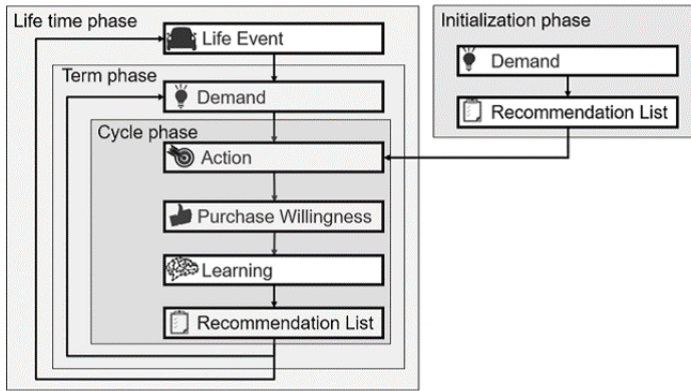 Life time phase
Life Event
Term phase
Demand
Cycle phase
Action
Purchase Willingness
Learning
Recommendation List
Initialization phase
Demand
Recommendation List